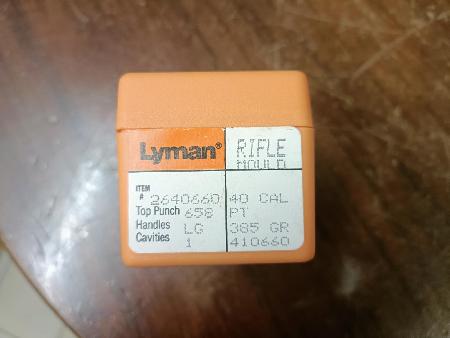 Lyman® RIFLE
MOULD
ITEM
# 2640660 40 CAL
Top Punch 658 PT
Handles LG 385 GR
Cavities 1 410660